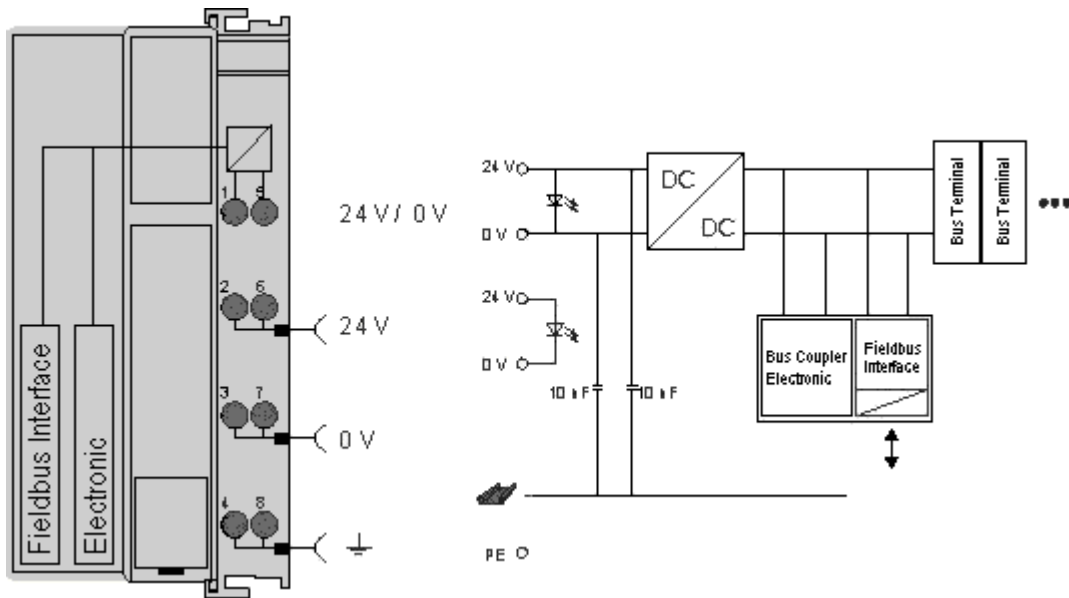 1 5
24 V / 0 V
2 6
24 V
3 7
0 V
4 8
Fieldbus Interface
Electronic
24 V
0 V
24 V
0 V
DC
DC
10 nF
10 nF
Bus Terminal
Bus Terminal
•••
Bus Coupler
Electronic
Fieldbus
Interface
PE